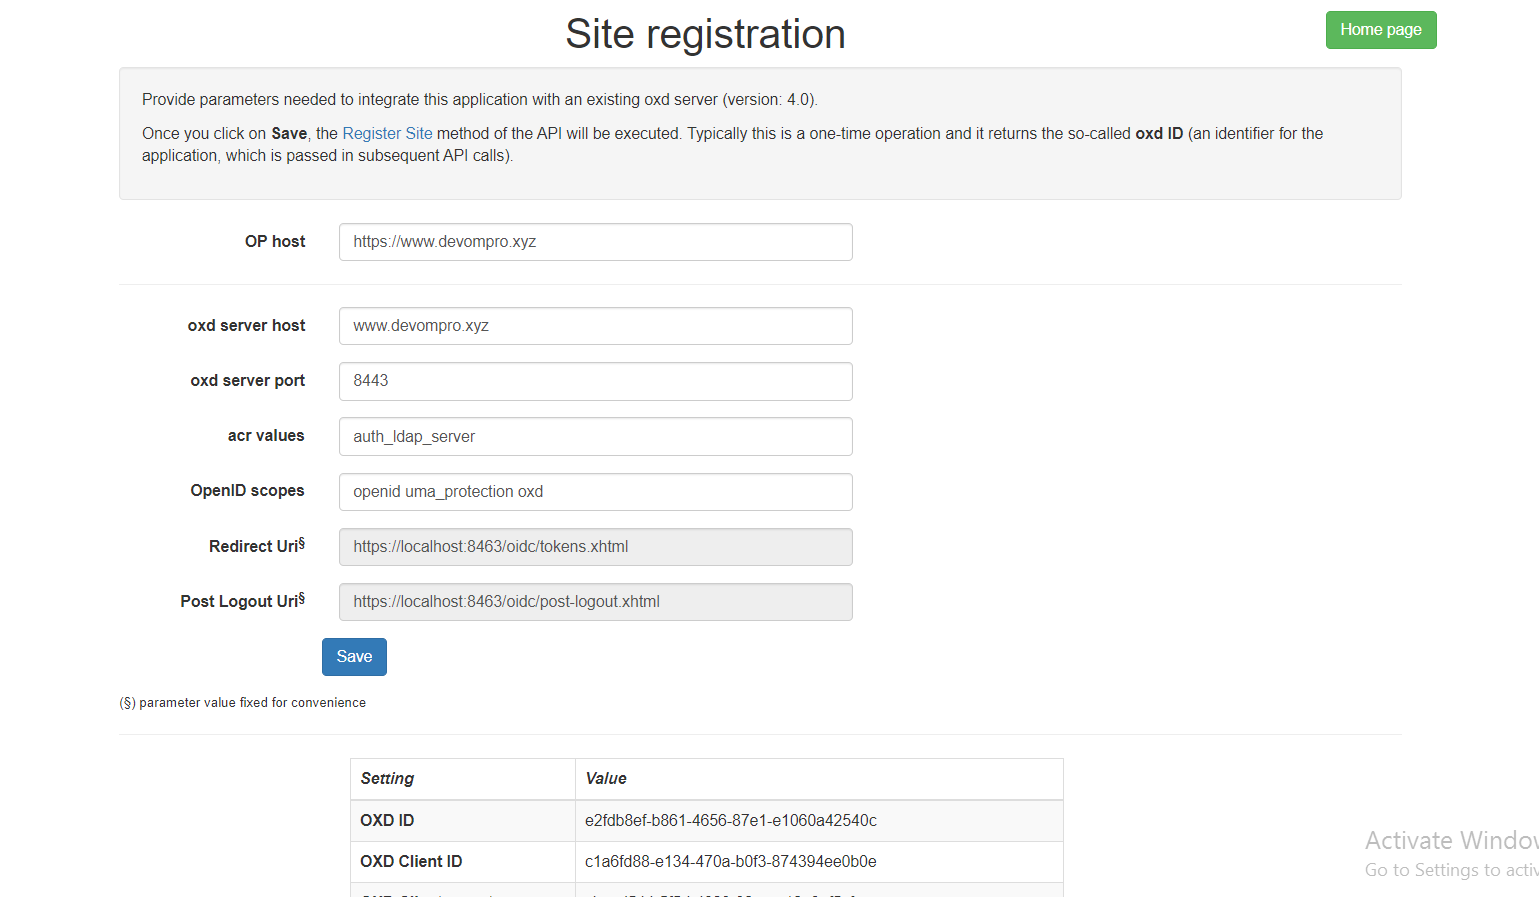 Site registration
Home page
Provide parameters needed to integrate this application with an existing oxd server (version: 4.0).
Once you click on Save, the Register Site method of the API will be executed. Typically this is a one-time operation and it returns the so-called oxd ID (an identifier for the
application, which is passed in subsequent API calls).
OP host
https://www.devompro.xyz
oxd server host
www.devompro.xyz
oxd server port
8443
acr values
auth_ldap_server
OpenID scopes
openid uma_protection oxd
Redirect Uri§
https://localhost:8463/oidc/tokens.xhtml
Post Logout Uri§
https://localhost:8463/oidc/post-logout.xhtml
Save
(§) parameter value fixed for convenience
Setting Value
OXD ID e2fdb8ef-b861-4656-87e1-e1060a42540c
OXD Client ID c1a6fd88-e134-470a-b0f3-874394ee0b0e
Activate Window
Go to Settings to activ